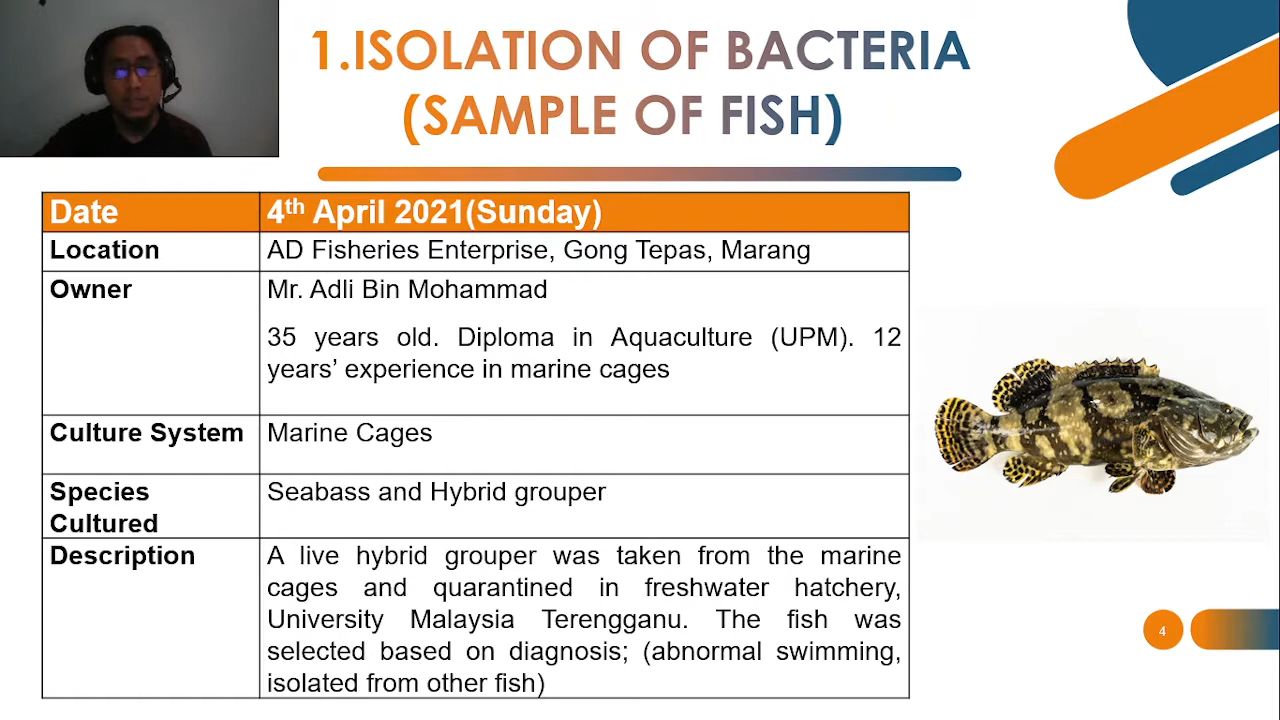 1.ISOLATION OF BACTERIA
(SAMPLE OF FISH)
Date 4th April 2021(Sunday)
Location AD Fisheries Enterprise, Gong Tepas, Marang
Owner Mr. Adli Bin Mohammad
35 years old. Diploma in Aquaculture (UPM). 12
years’ experience in marine cages
Culture System Marine Cages
Species Seabass and Hybrid grouper
Cultured
Description A live hybrid grouper was taken from the marine
cages and quarantined in freshwater hatchery,
University Malaysia Terengganu. The fish was
selected based on diagnosis; (abnormal swimming,
isolated from other fish)
4